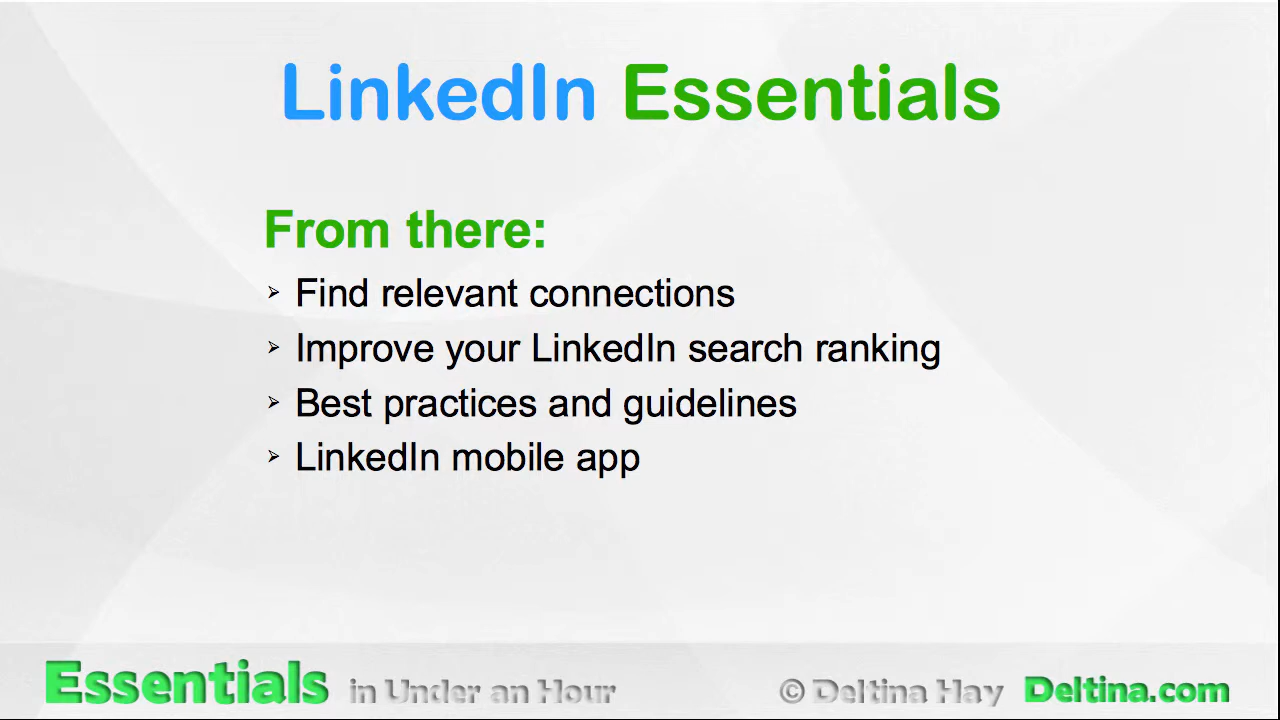 LinkedIn Essentials
From there:
➢ Find relevant connections
➢ Improve your LinkedIn search ranking
➢ Best practices and guidelines
➢ LinkedIn mobile app
Essentials in Under an Hour © Deltina Hay Deltina.com